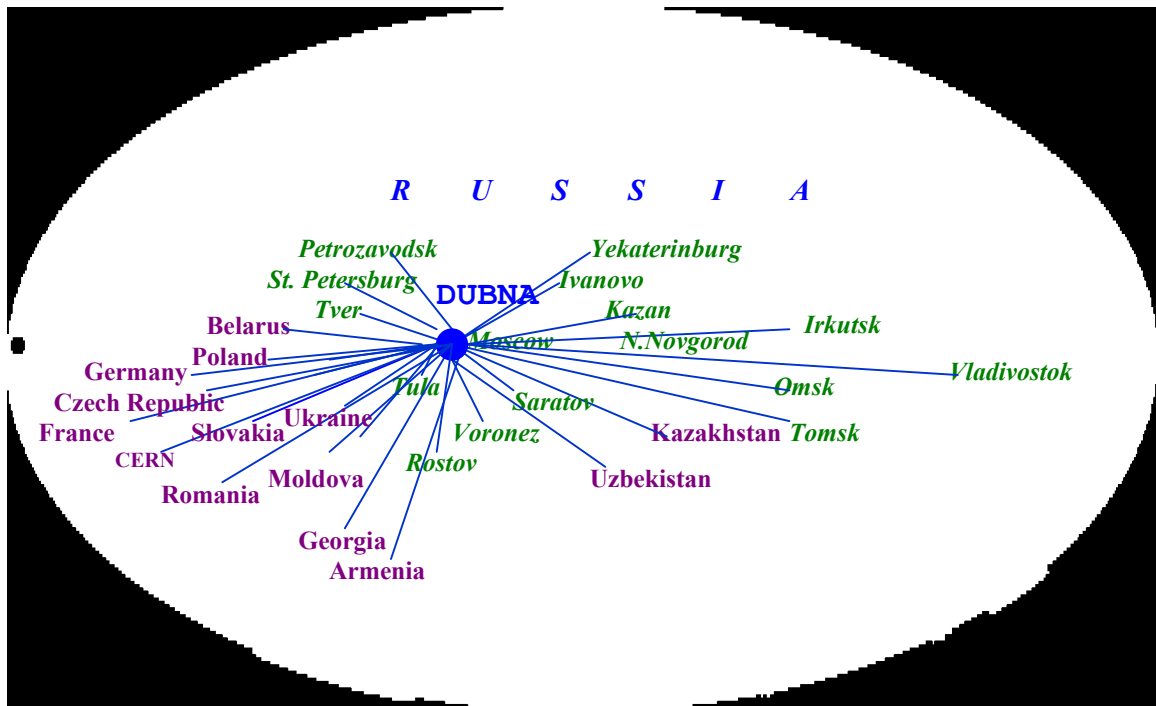 R U S S I A
Petrozavodsk
Yekaterinburg
St. Petersburg
Ivanovo
DUBNA
Tver
Kazan
Belarus
Irkutsk
Moscow
N.Novgorod
Poland
Germany
Vladivostok
Tula
Omsk
Czech Republic
Saratov
Ukraine
France
Slovakia
Voronez
Kazakhstan
Tomsk
CERN
Rostov
Moldova
Uzbekistan
Romania
Georgia
Armenia